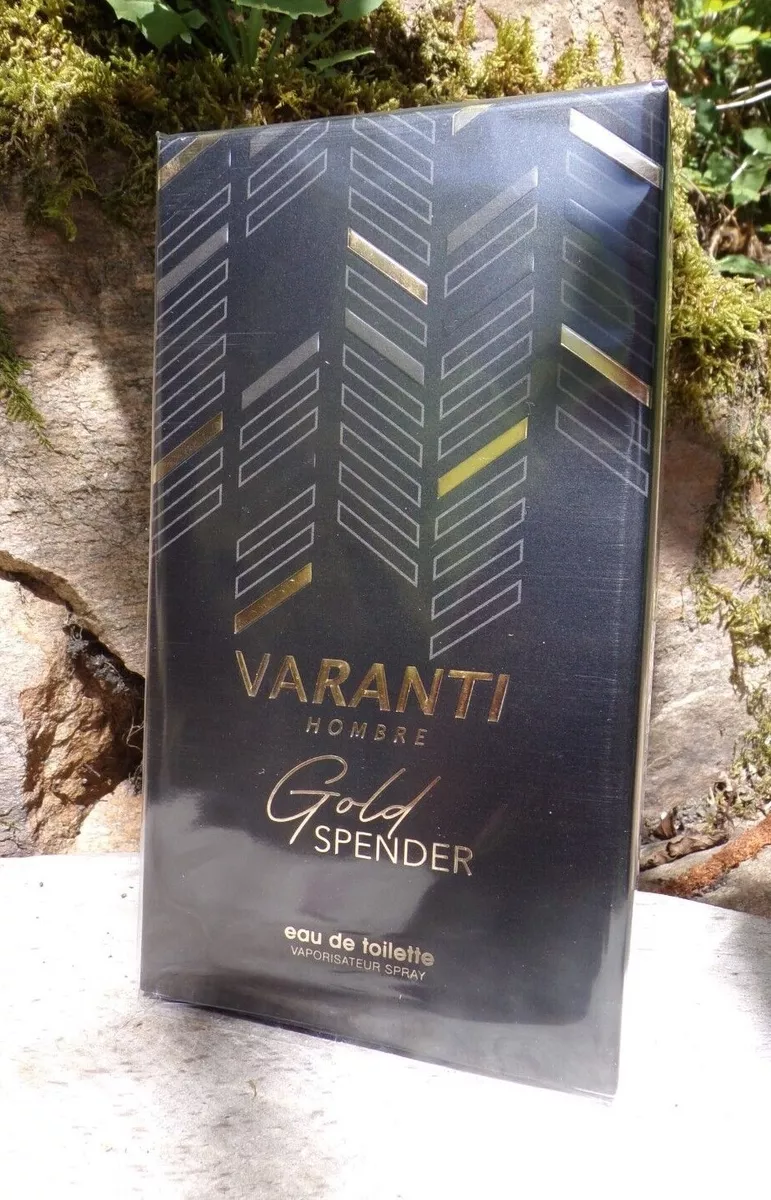 VARANTI
HOMBRE
Gold
SPENDER
eau de toilette
VAPORISATEUR SPRAY